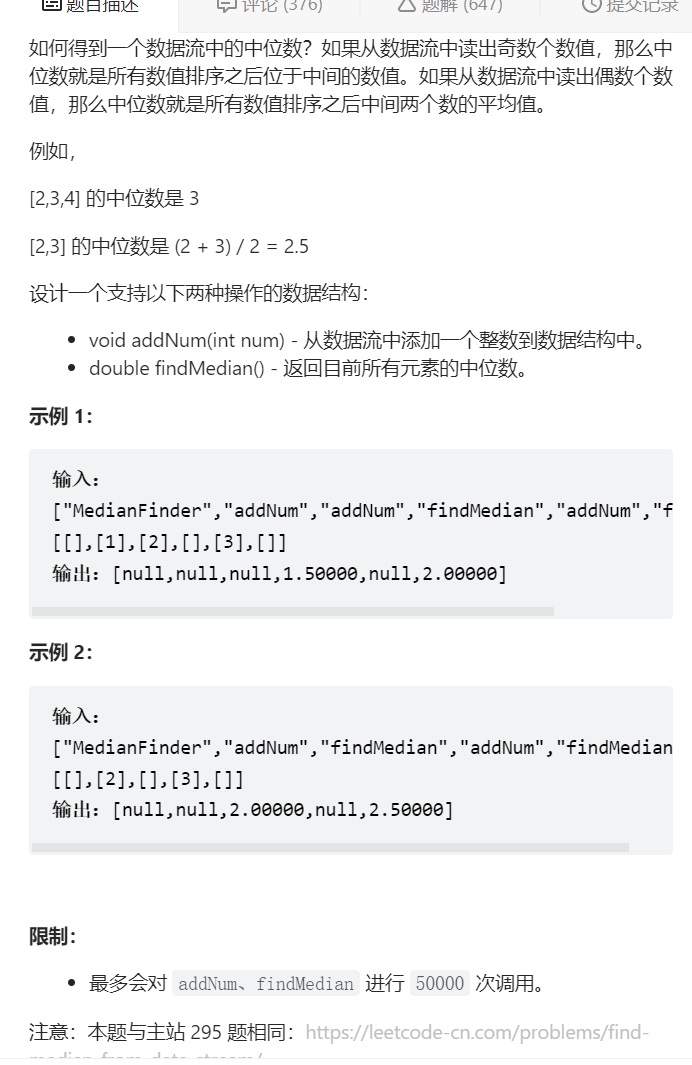 题目描述 评论 (376) 题解 (647) 提交记录
如何得到一个数据流中的中位数？如果从数据流中读出奇数个数值，那么中
位数就是所有数值排序之后位于中间的数值。如果从数据流中读出偶数个数
值，那么中位数就是所有数值排序之后中间两个数的平均值。
例如，
[2,3,4] 的中位数是 3
[2,3] 的中位数是 (2 + 3) / 2 = 2.5
设计一个支持以下两种操作的数据结构：
• void addNum(int num) - 从数据流中添加一个整数到数据结构中。
• double findMedian() - 返回目前所有元素的中位数。
示例 1：
输入：
["MedianFinder","addNum","addNum","findMedian","addNum","f
[[],[1],[2],[],[3],[]]
输出：[null,null,null,1.50000,null,2.00000]
示例 2：
输入：
["MedianFinder","addNum","findMedian","addNum","findMedian
[[],[2],[],[3],[]]
输出：[null,null,2.00000,null,2.50000]
限制：
• 最多会对 addNum、findMedian 进行 50000 次调用。
注意：本题与主站 295 题相同：https://leetcode-cn.com/problems/find-
median-from-data-stream/